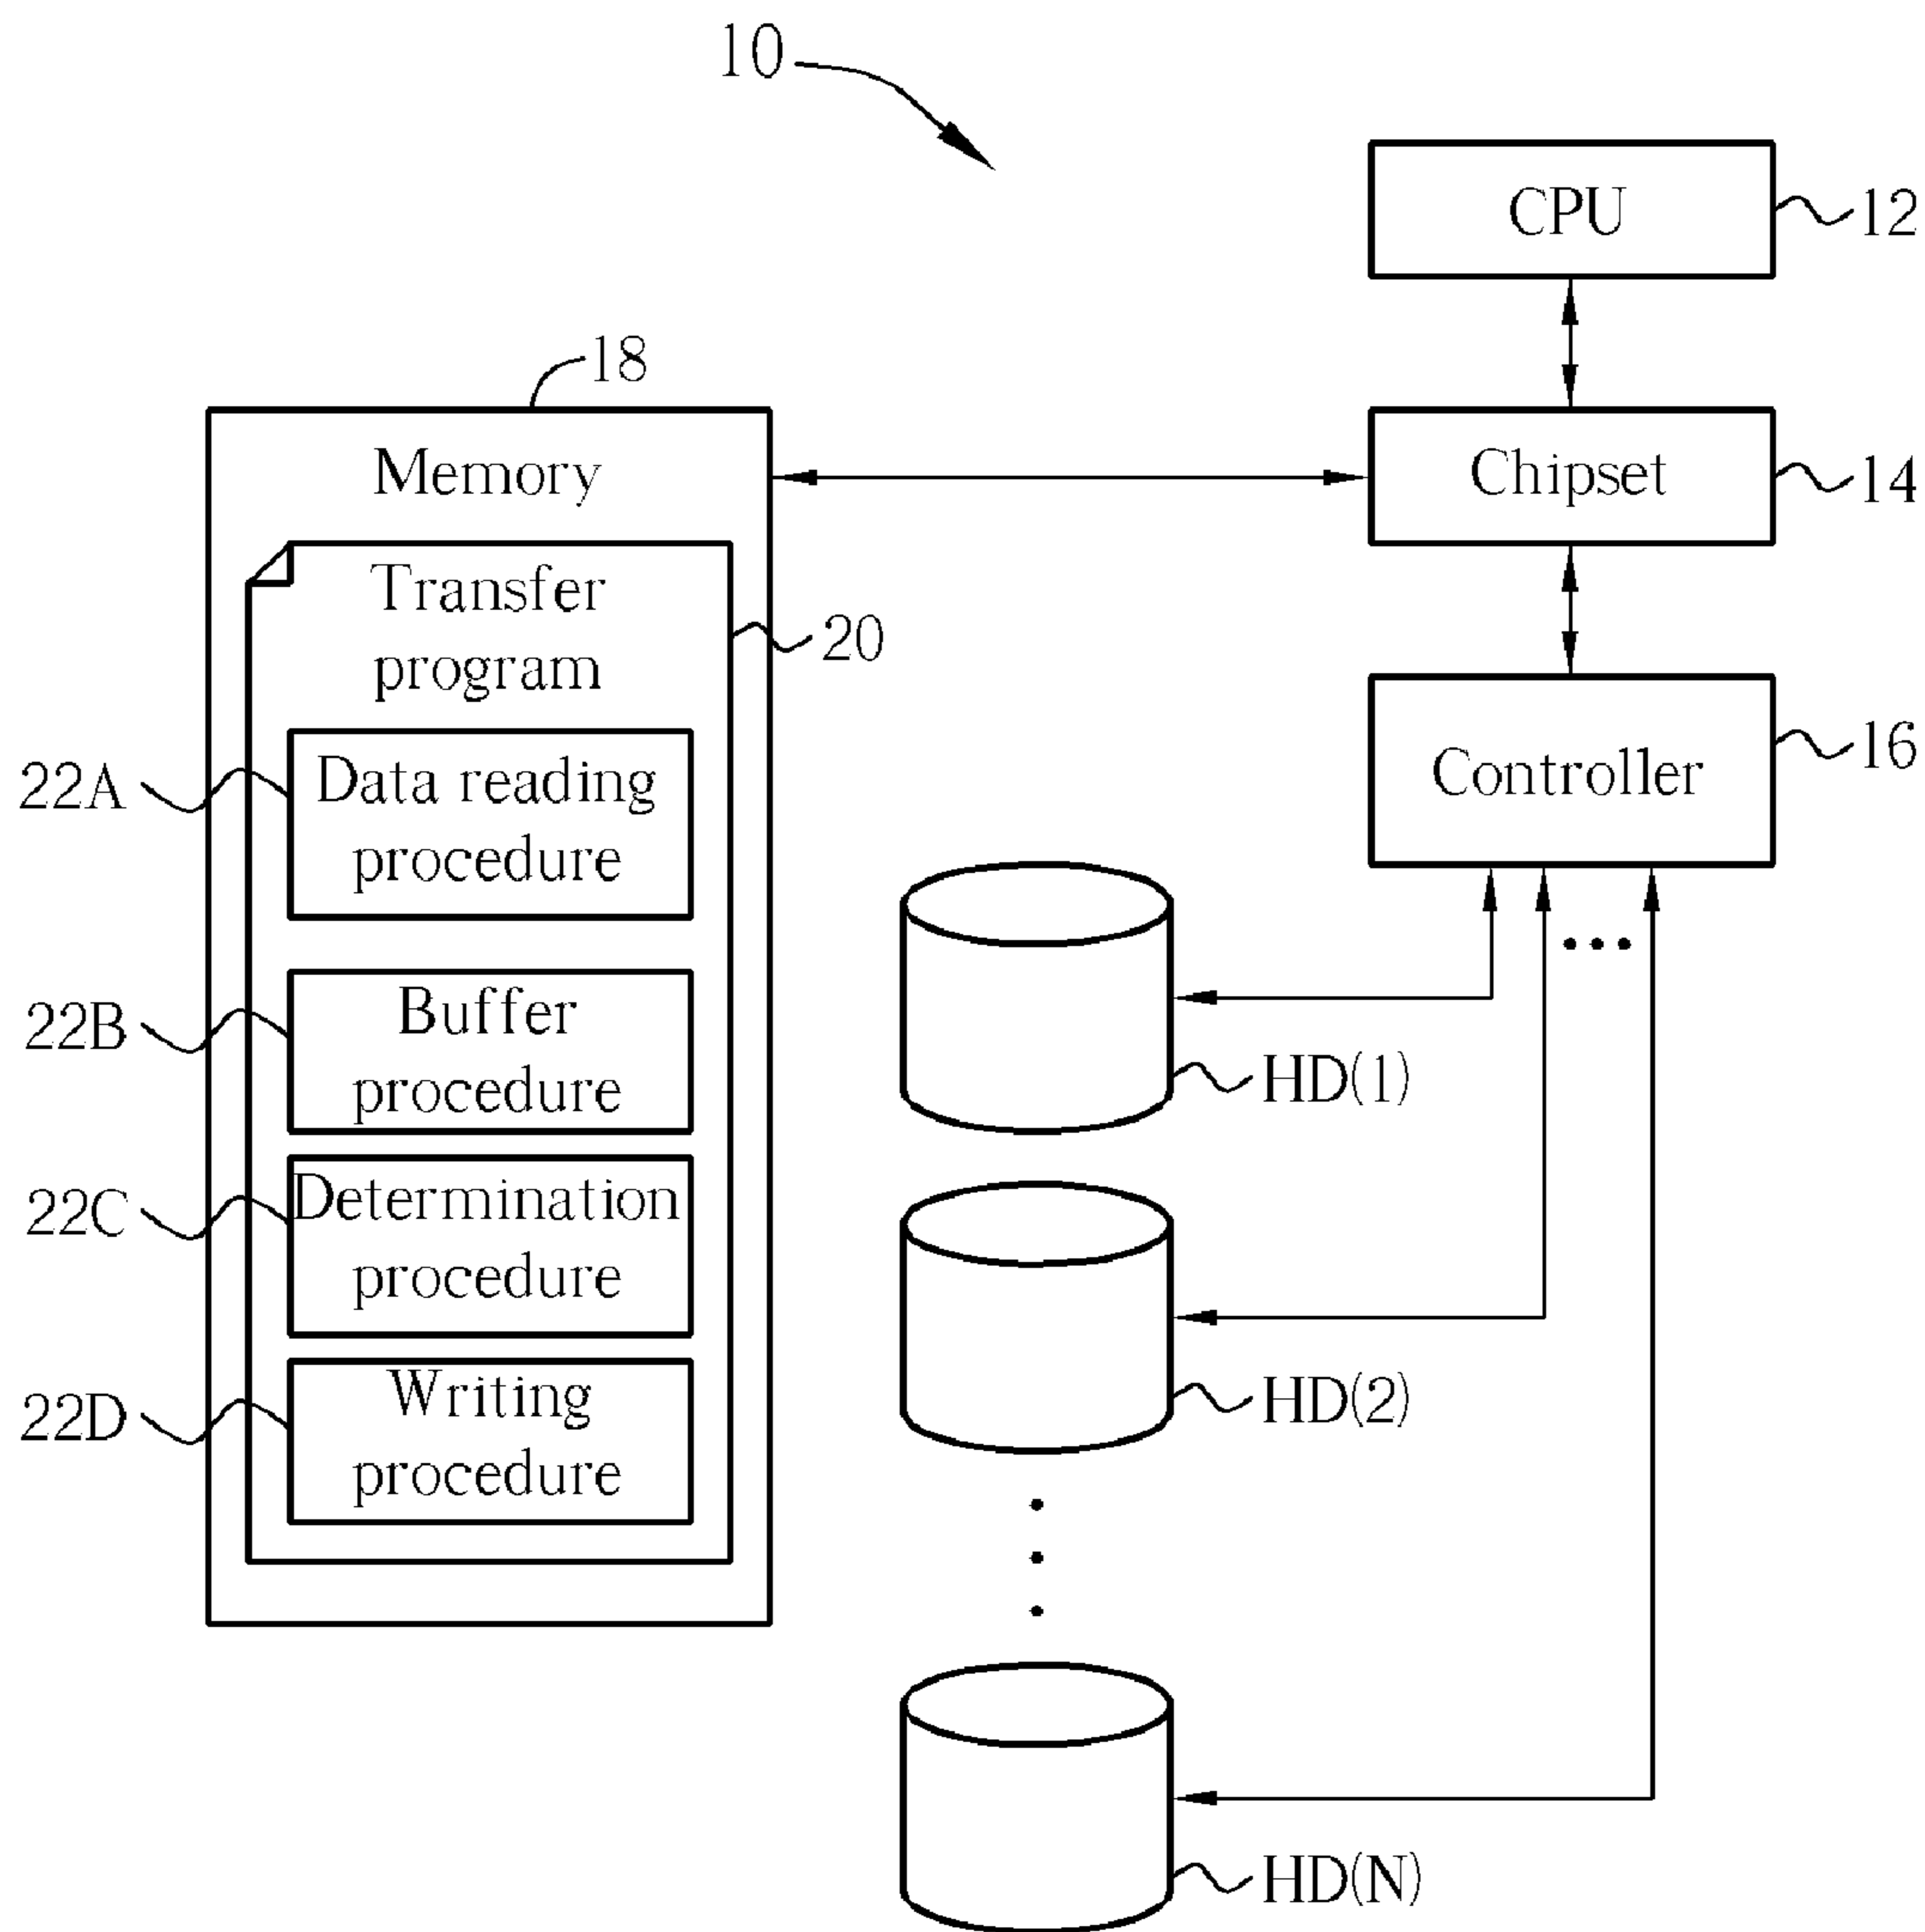 10
CPU
12
18
Memory
Chipset
14
Transfer
program
20
Controller
16
22A
Data reading
procedure
22B
Buffer
procedure
HD(1)
22C
Determination
procedure
22D
Writing
procedure
HD(2)
HD(N)